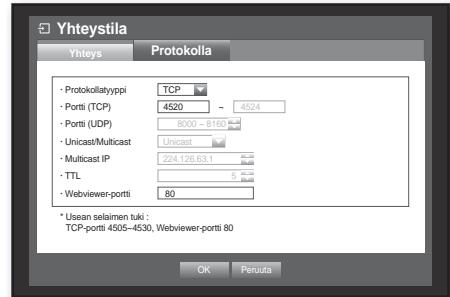 Yhteystila
Yhteys Protokolla
· Protokollatyyppi TCP
· Portti (TCP) 4520 ~ 4524
· Portti (UDP) 8000 ~ 8160
· Unicast/Multicast Unicast
· Multicast IP 224.126.63.1
· TTL 5
· Webviewer-portti 80
* Usean selaimen tuki :
TCP-portti 4505~4530, Webviewer-portti 80
OK Peruuta